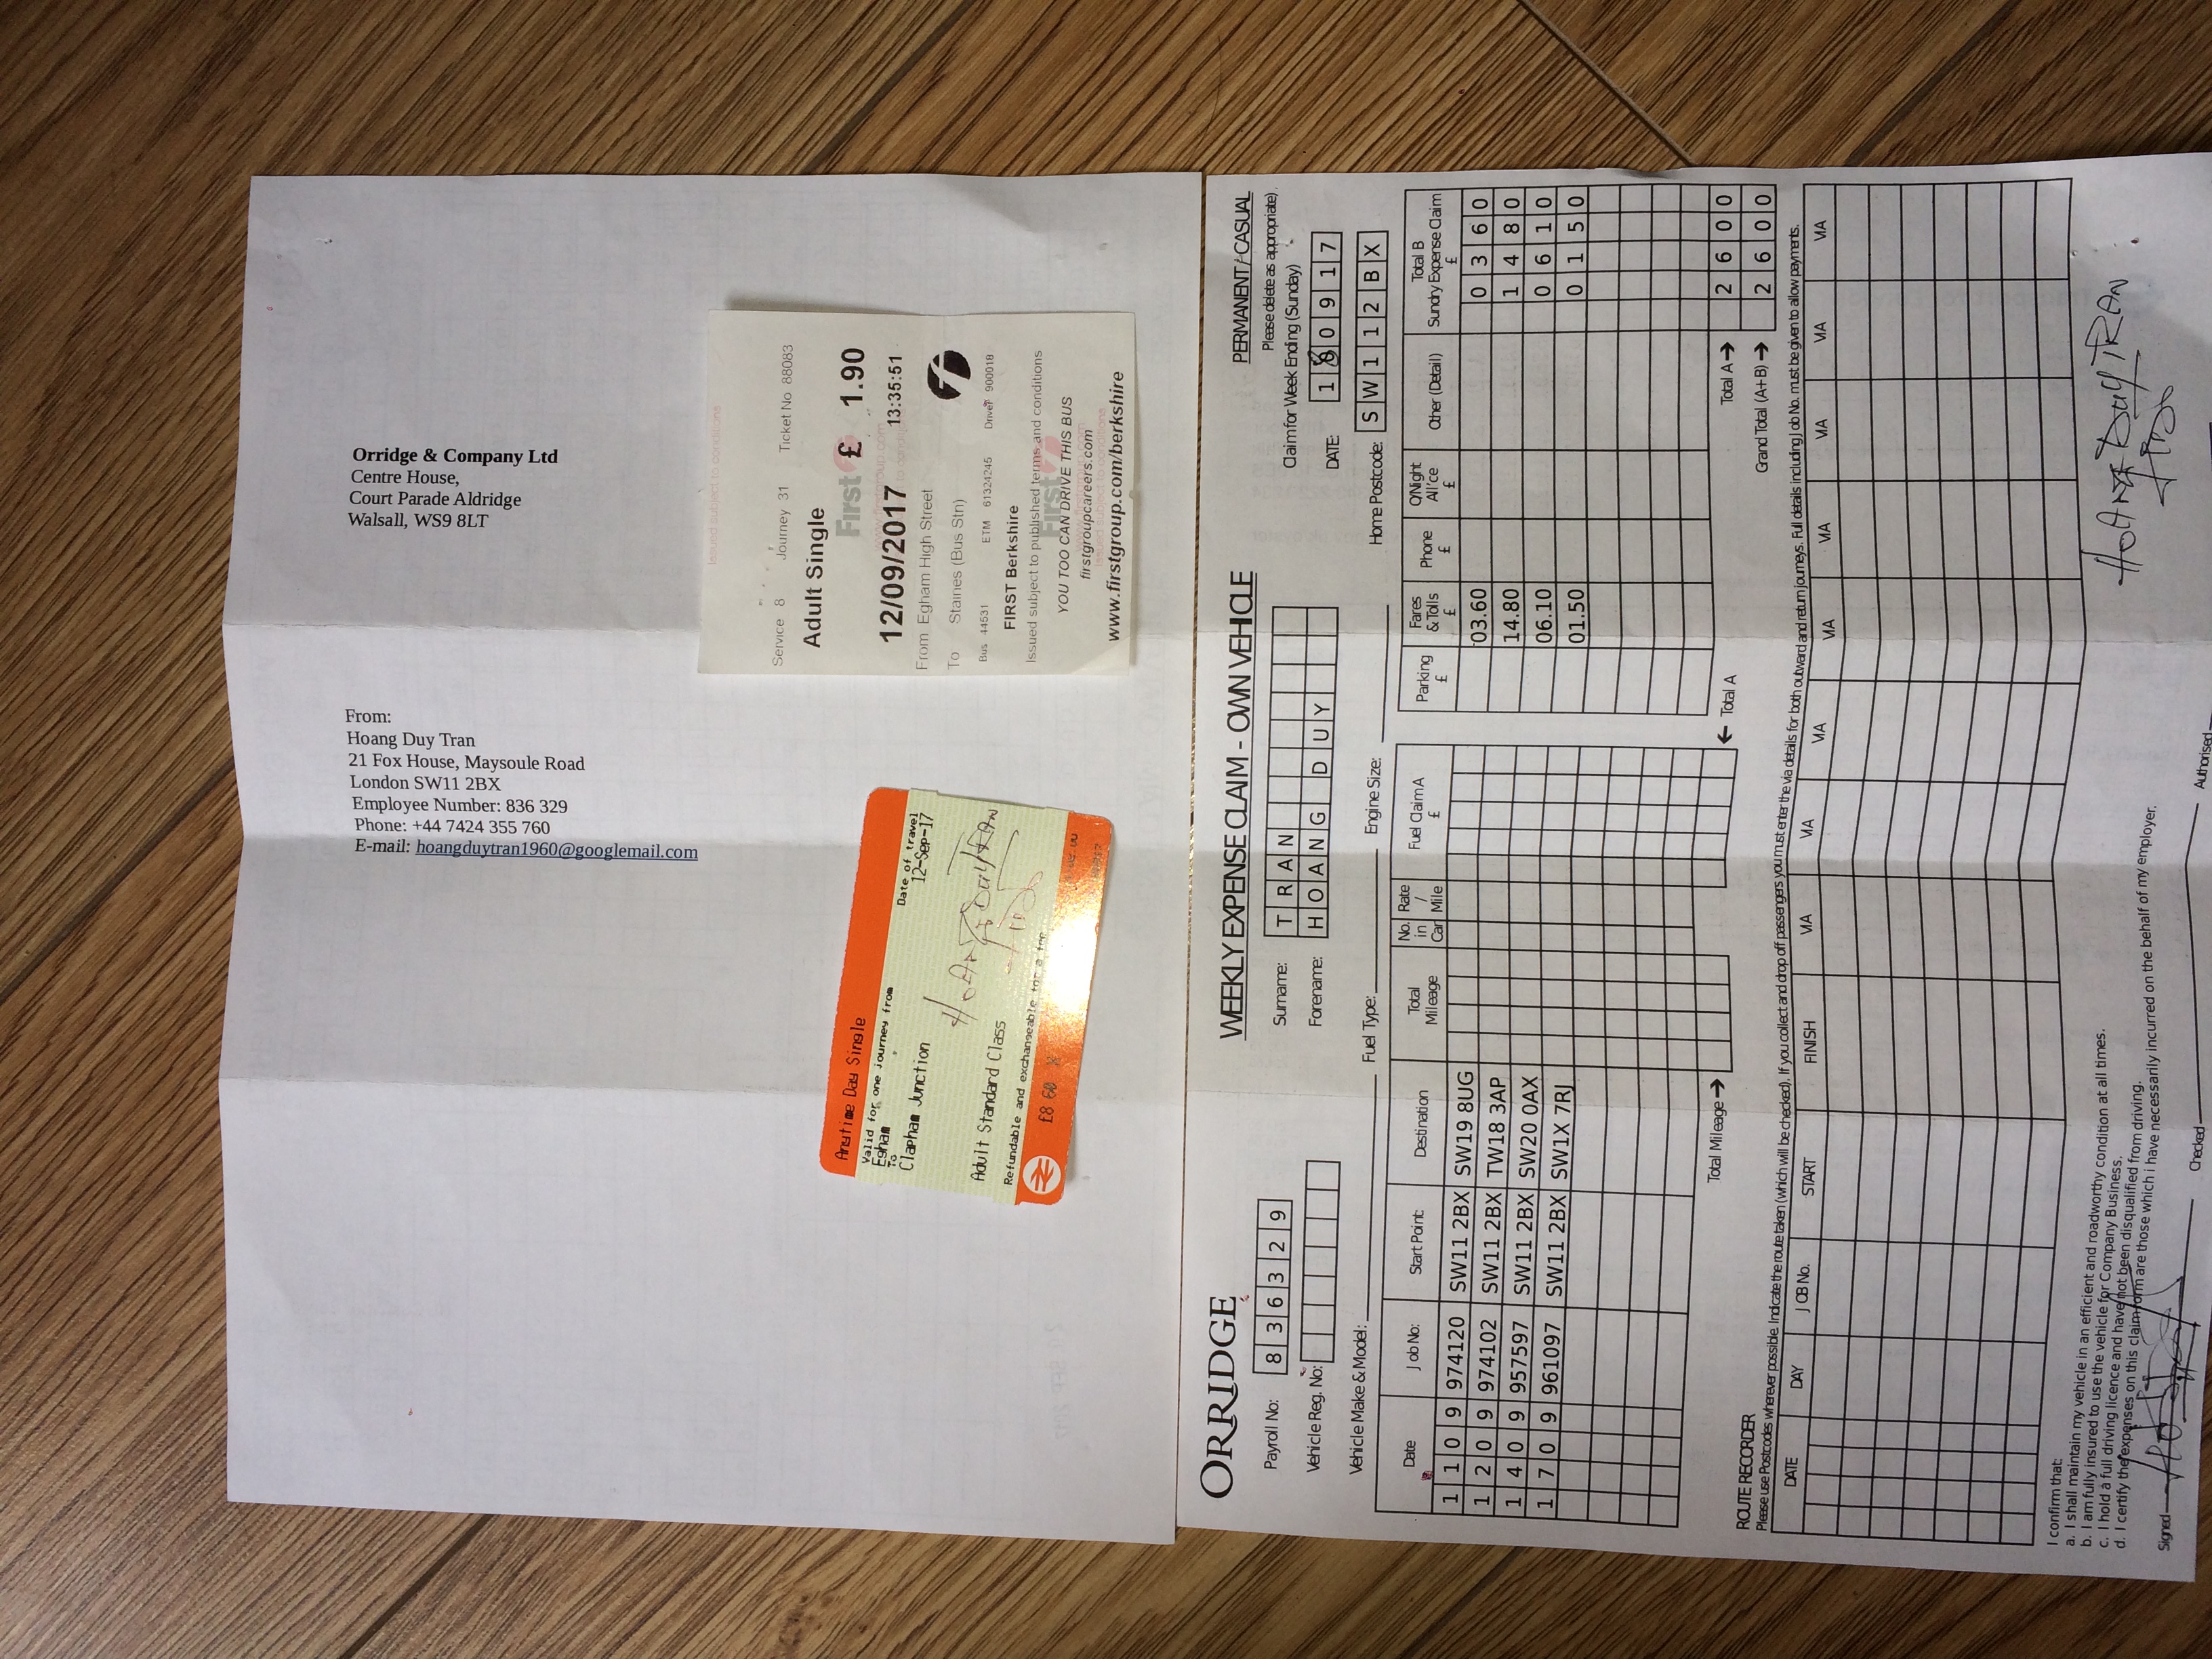 Orridge & Company Ltd
Centre House,
Court Parade Aldridge
Walsall, WS9 8LT
From:
Hoang Duy Tran
21 Fox House, Maysoule Road
London SW11 2BX
Employee Number: 836 329
Phone: +44 7424 355 760
E-mail: hoangduytran1960@googlemail.com
Anytime Day Single
Valid for one journey from
Egham
To
Clapham Junction
Date of travel
12-Sep-17
HOANG DUY TRAN
Adult Standard Class
Refundable and exchangeable for a fee
£8 60 X
Issued subject to conditions
Service 8 Journey 31 Ticket No 88083
Adult Single
First £ 1.90
www.firstgroup.com
12/09/2017 13:35:51
From Egham High Street
To Staines (Bus Stn)
Bus 44531 ETM 61324245 Driver 900018
FIRST Berkshire
Issued subject to published terms and conditions
First
YOU TOO CAN DRIVE THIS BUS
firstgroupcareers.com
Issued subject to conditions
www.firstgroup.com/berkshire
ORRIDGE
WEEKLY EXPENSE CLAIM - OWN VEHICLE
PERMANENT / CASUAL
Please delete as appropriate)
Payroll No: 8 3 6 3 2 9
Surname: T R A N
Claim for Week Ending (Sunday)
Vehicle Reg. No:
Forename: H O A N G D U Y
DATE: 1 8 0 9 1 7
Vehicle Make & Model: Fuel Type: Engine Size:
Home Postcode: S W 1 1 2 B X
Date Job No: Start Point: Destination Total Mileage No. in Car Rate / Mile Fuel Claim A £ Parking £ Fares & Tolls £ Phone £ O/Night All'ce £ Other (Detail) Total B Sundry Expense Claim £
1 1 0 9 974120 SW11 2BX SW19 8UG 03.60 0 3 6 0
1 2 0 9 974102 SW11 2BX TW18 3AP 14.80 1 4 8 0
1 4 0 9 957597 SW11 2BX SW20 0AX 06.10 0 6 1 0
1 7 0 9 961097 SW11 2BX SW1X 7RJ 01.50 0 1 5 0
Total Mileage → ← Total A Total A → 2 6 0 0
Grand Total (A+B) → 2 6 0 0
ROUTE RECORDER
Please use Postcodes wherever possible. Indicate the route taken (which will be checked). If you collect and drop off passengers you must enter the via details for both outward and return journeys. Full details including Job No. must be given to allow payments.
DATE DAY JOB No. START FINISH VIA VIA VIA VIA VIA VIA VIA VIA
I confirm that:
a. I shall maintain my vehicle in an efficient and roadworthy condition at all times.
b. I am fully insured to use the vehicle for Company Business.
c. I hold a full driving licence and have not been disqualified from driving.
d. I certify the expenses on this claim form are those which i have necessarily incurred on the behalf of my employer.
HOANG DUY TRAN
Signed
Checked
Authorised